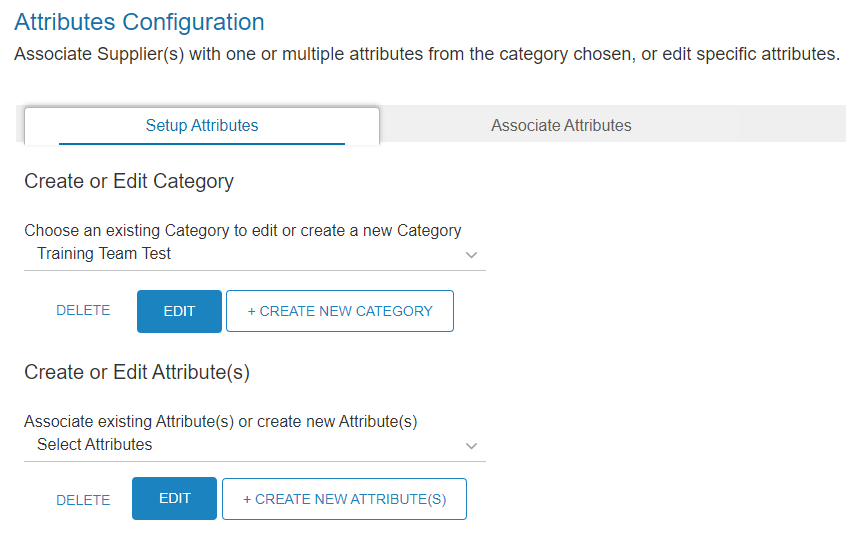 Attributes Configuration
Associate Supplier(s) with one or multiple attributes from the category chosen, or edit specific attributes.
Setup Attributes
Associate Attributes
Create or Edit Category
Choose an existing Category to edit or create a new Category
Training Team Test
DELETE
EDIT
+ CREATE NEW CATEGORY
Create or Edit Attribute(s)
Associate existing Attribute(s) or create new Attribute(s)
Select Attributes
DELETE
EDIT
+ CREATE NEW ATTRIBUTE(S)